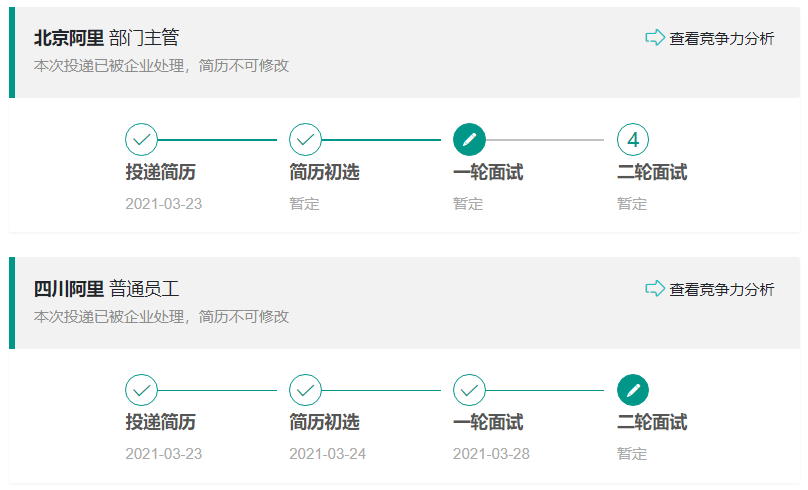 北京阿里 部门主管
查看竞争力分析
本次投递已被企业处理，简历不可修改
4
投递简历 简历初选 一轮面试 二轮面试
2021-03-23 暂定 暂定 暂定
四川阿里 普通员工
查看竞争力分析
本次投递已被企业处理，简历不可修改
投递简历 简历初选 一轮面试 二轮面试
2021-03-23 2021-03-24 2021-03-28 暂定